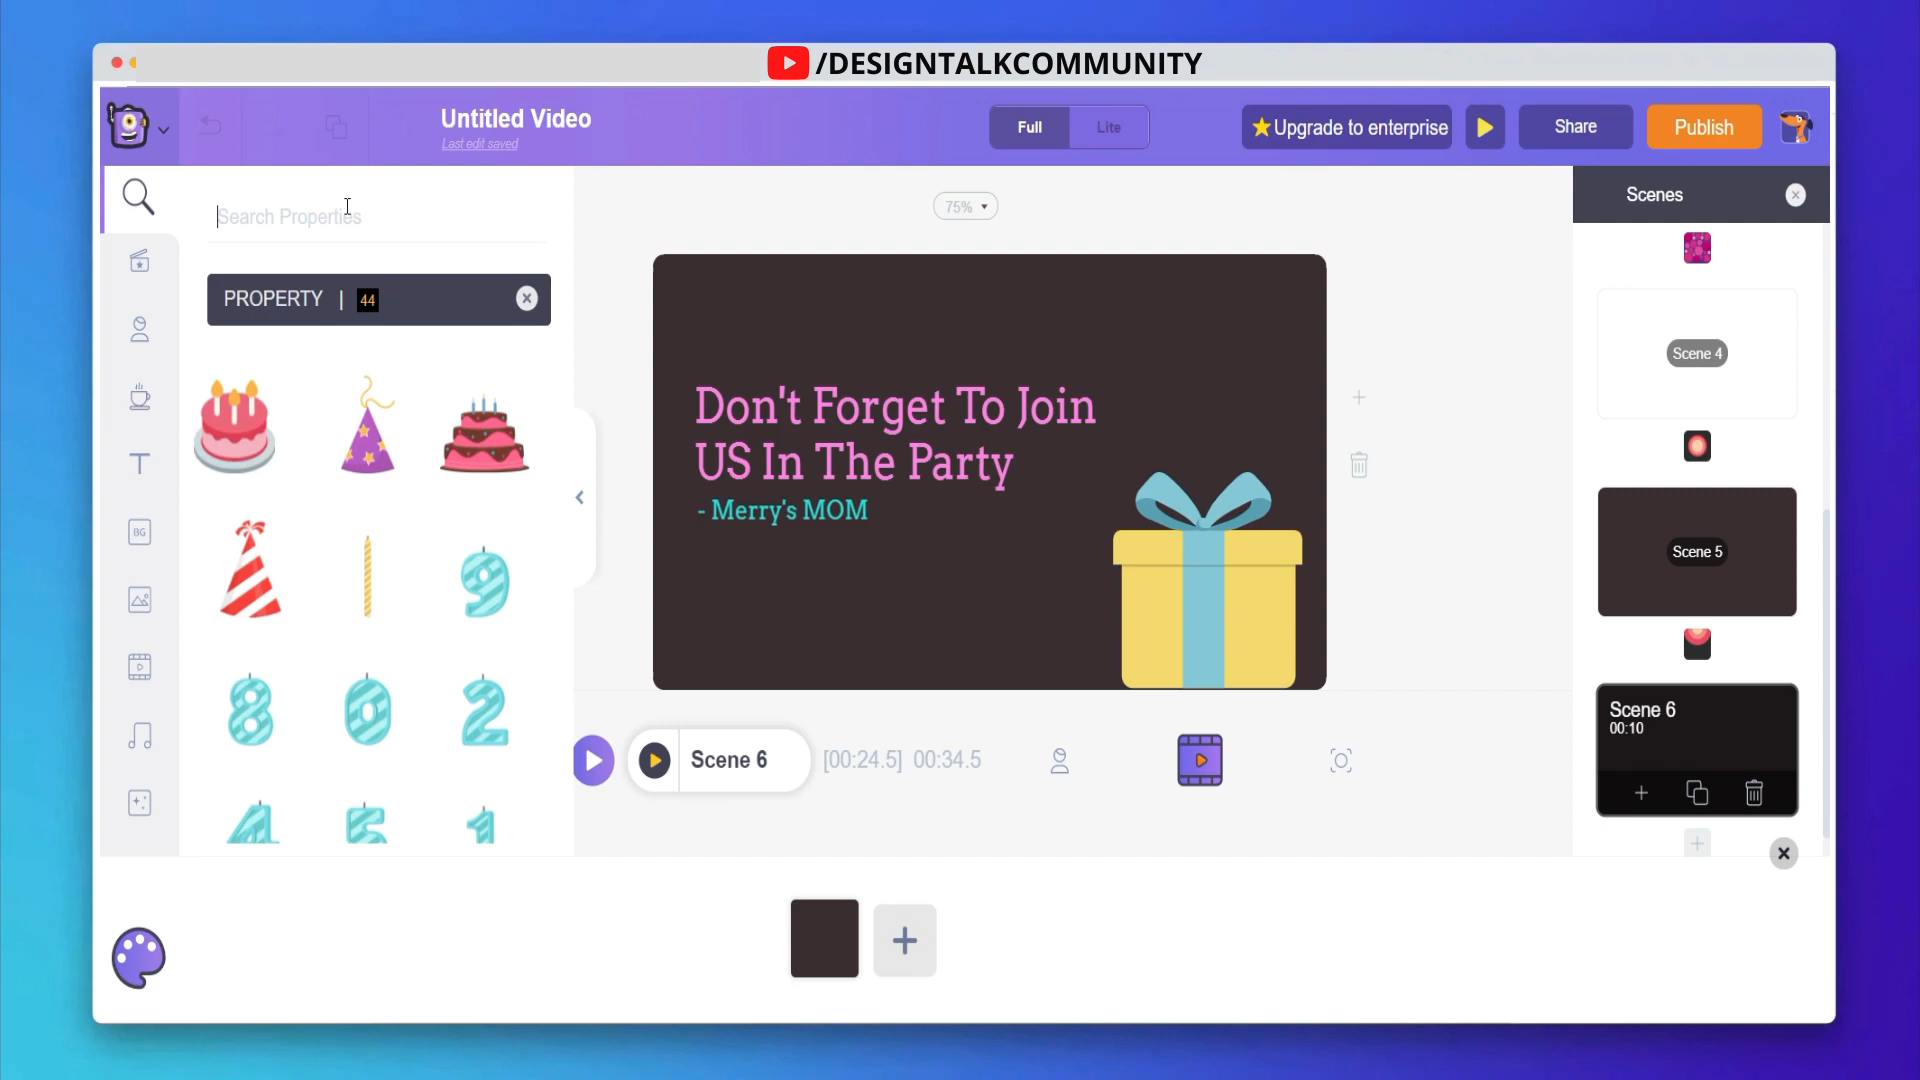 /DESIGNTALKCOMMUNITY
Untitled Video
Last edit saved
Full
Lite
Upgrade to enterprise
Share
Publish
Search Properties
75%
Scenes
PROPERTY | 44
Scene 4
Don't Forget To Join
US In The Party
- Merry's MOM
BG
Scene 5
Scene 6
00:10
Scene 6
[00:24.5] 00:34.5